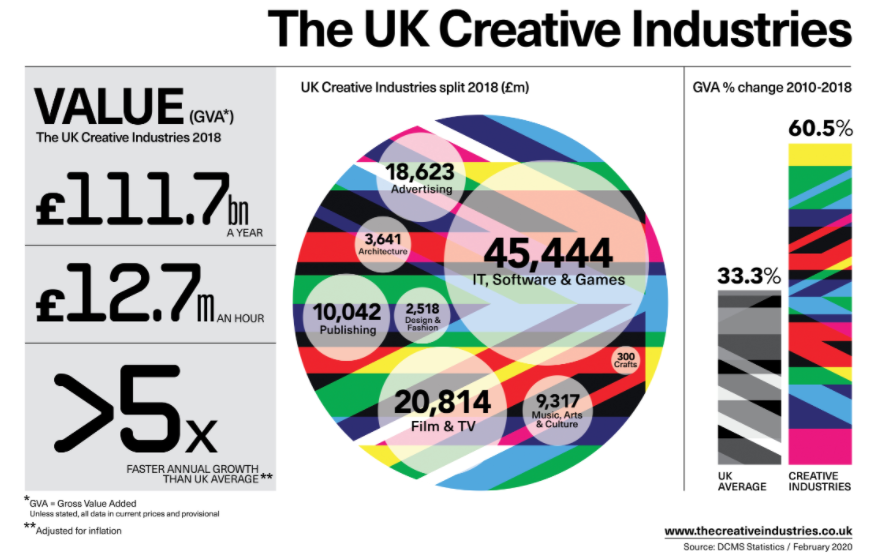 The UK Creative Industries
VALUE (GVA*)
The UK Creative Industries 2018
£111.7bn
A YEAR
£12.7m AN HOUR
>5x
FASTER ANNUAL GROWTH
THAN UK AVERAGE**
*GVA = Gross Value Added
Unless stated, all data in current prices and provisional
**Adjusted for inflation
UK Creative Industries split 2018 (£m)
18,623
Advertising
3,641
Architecture
45,444
IT, Software & Games
10,042
Publishing
2,518
Design &
Fashion
300
Crafts
20,814
Film & TV
9,317
Music, Arts
& Culture
GVA % change 2010-2018
60.5%
33.3%
UK
AVERAGE
CREATIVE
INDUSTRIES
www.thecreativeindustries.co.uk
Source: DCMS Statistics / February 2020